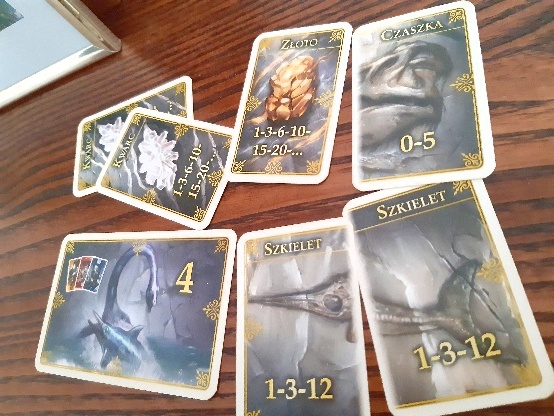 Złoto
1-3-6-10-
15-20-...
Czaszka
0-5
Kwarc
Kwarc
1-3-6-10-
15-20-...
4
Szkielet
1-3-12
Szkielet
1-3-12